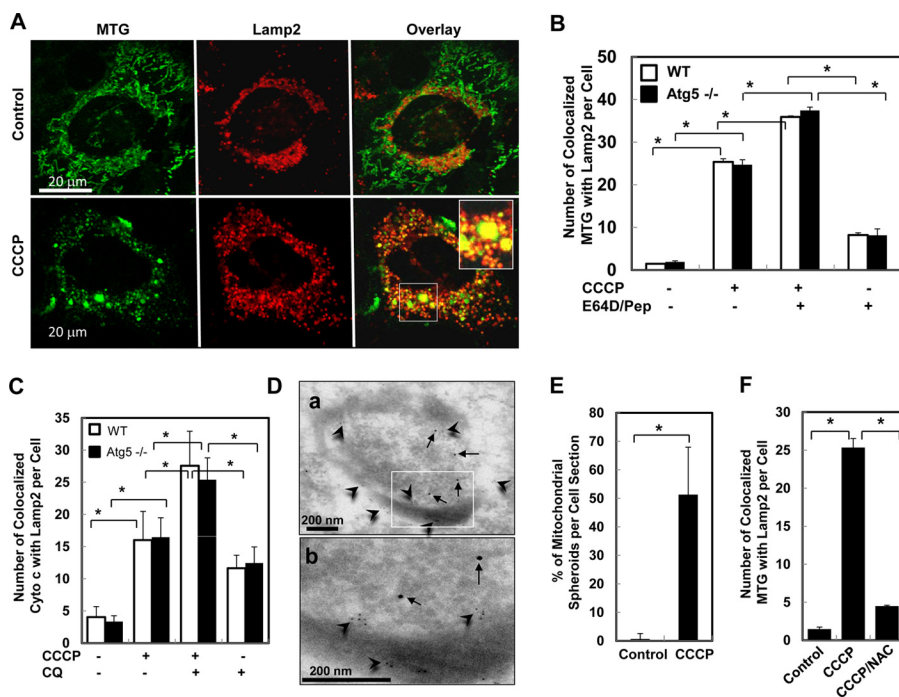 A
MTG Lamp2 Overlay
Control
20 µm
CCCP
20 µm
B
Number of Colocalized
MTG with Lamp2 per Cell
50
40
30
20
10
0
WT
Atg5 -/-
* * * * * *
CCCP - + + -
E64D/Pep - - + +
C
Number of Colocalized
Cyto c with Lamp2 per Cell
35
30
25
20
15
10
5
0
WT
Atg5 -/-
* * * * * *
CCCP - + + -
CQ - - + +
D
a
200 nm
b
200 nm
E
% of Mitochondrial
Spheroids per Cell Section
80
70
60
50
40
30
20
10
0
*
Control CCCP
F
Number of Colocalized
MTG with Lamp2 per Cell
30
25
20
15
10
5
0
* *
Control CCCP CCCP/NAC